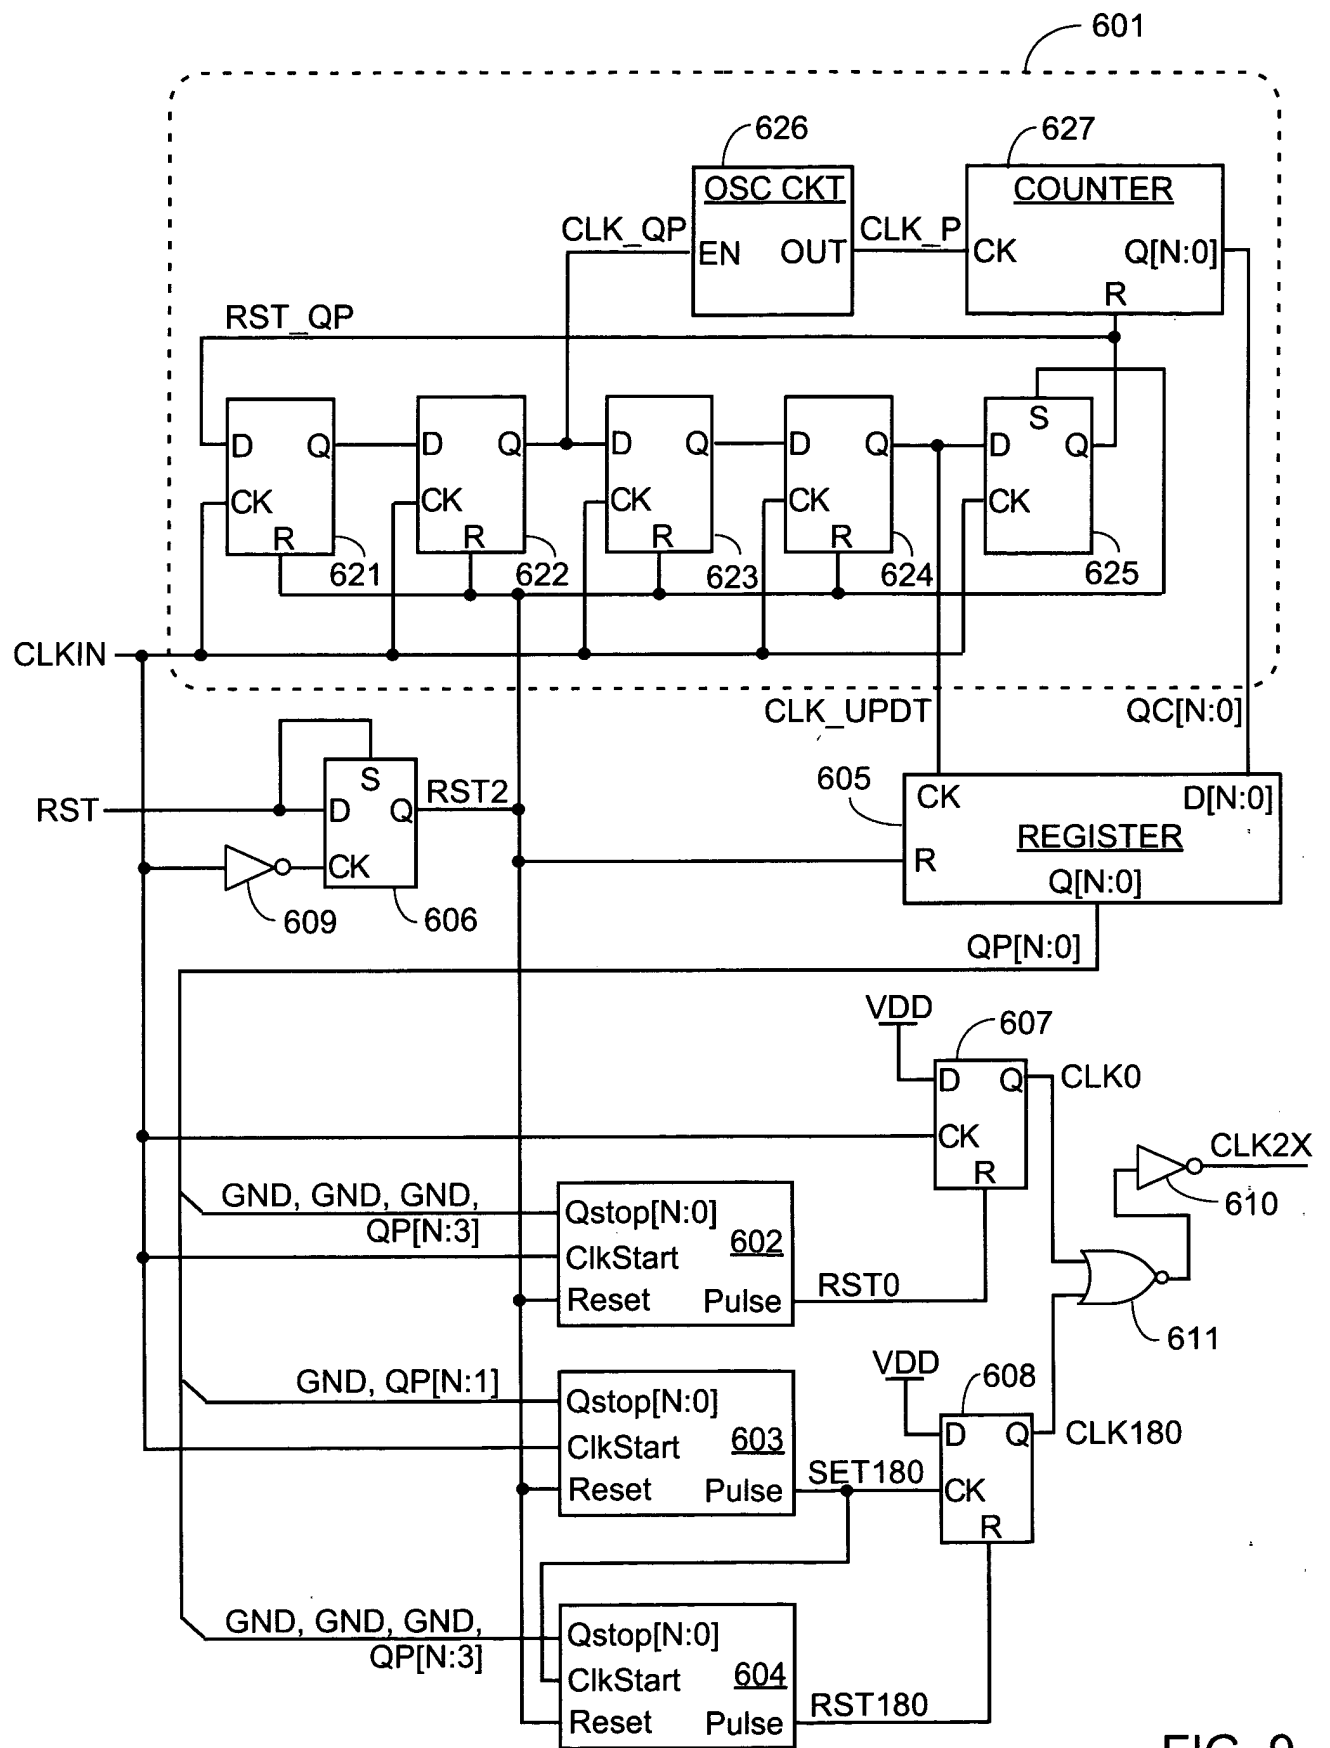 601
626
627
OSC CKT
COUNTER
CLK_QP
EN OUT
CLK_P
CK Q[N:0]
R
RST_QP
S
D Q
D Q
D Q
D Q
D Q
CK
CK
CK
CK
CK
R
R
R
R
621
622
623
624
625
CLKIN
CLK_UPDT
QC[N:0]
S
605
CK D[N:0]
RST
D Q
RST2
REGISTER
CK
R
Q[N:0]
609
606
QP[N:0]
VDD
607
D Q
CLK0
CK
CLK2X
R
GND, GND, GND,
QP[N:3]
Qstop[N:0]
602
610
ClkStart
Reset Pulse
RST0
611
VDD
608
GND, QP[N:1]
Qstop[N:0]
D Q
CLK180
ClkStart
603
SET180
Reset Pulse
CK
R
GND, GND, GND,
QP[N:3]
Qstop[N:0]
ClkStart
604
RST180
Reset Pulse